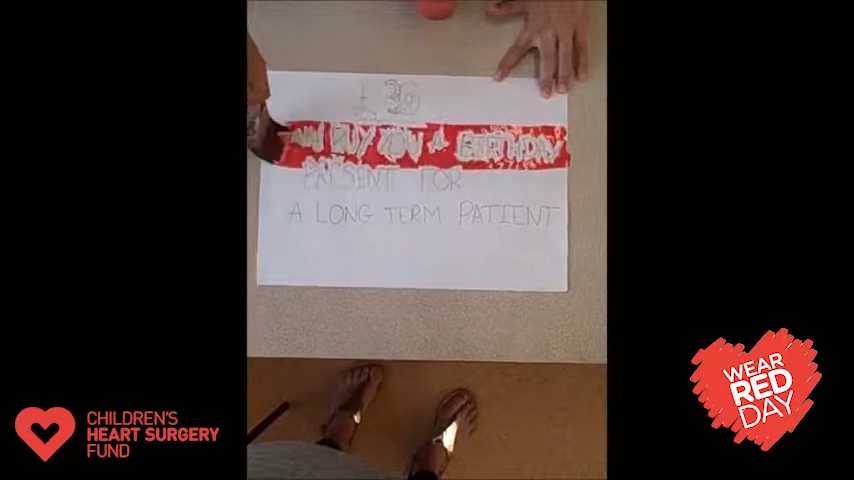 £ 30
CAN BUY YOU A BIRTHDAY
PRESENT FOR
A LONG TERM PATIENT
WEAR
RED
DAY
CHILDREN'S
HEART SURGERY
FUND